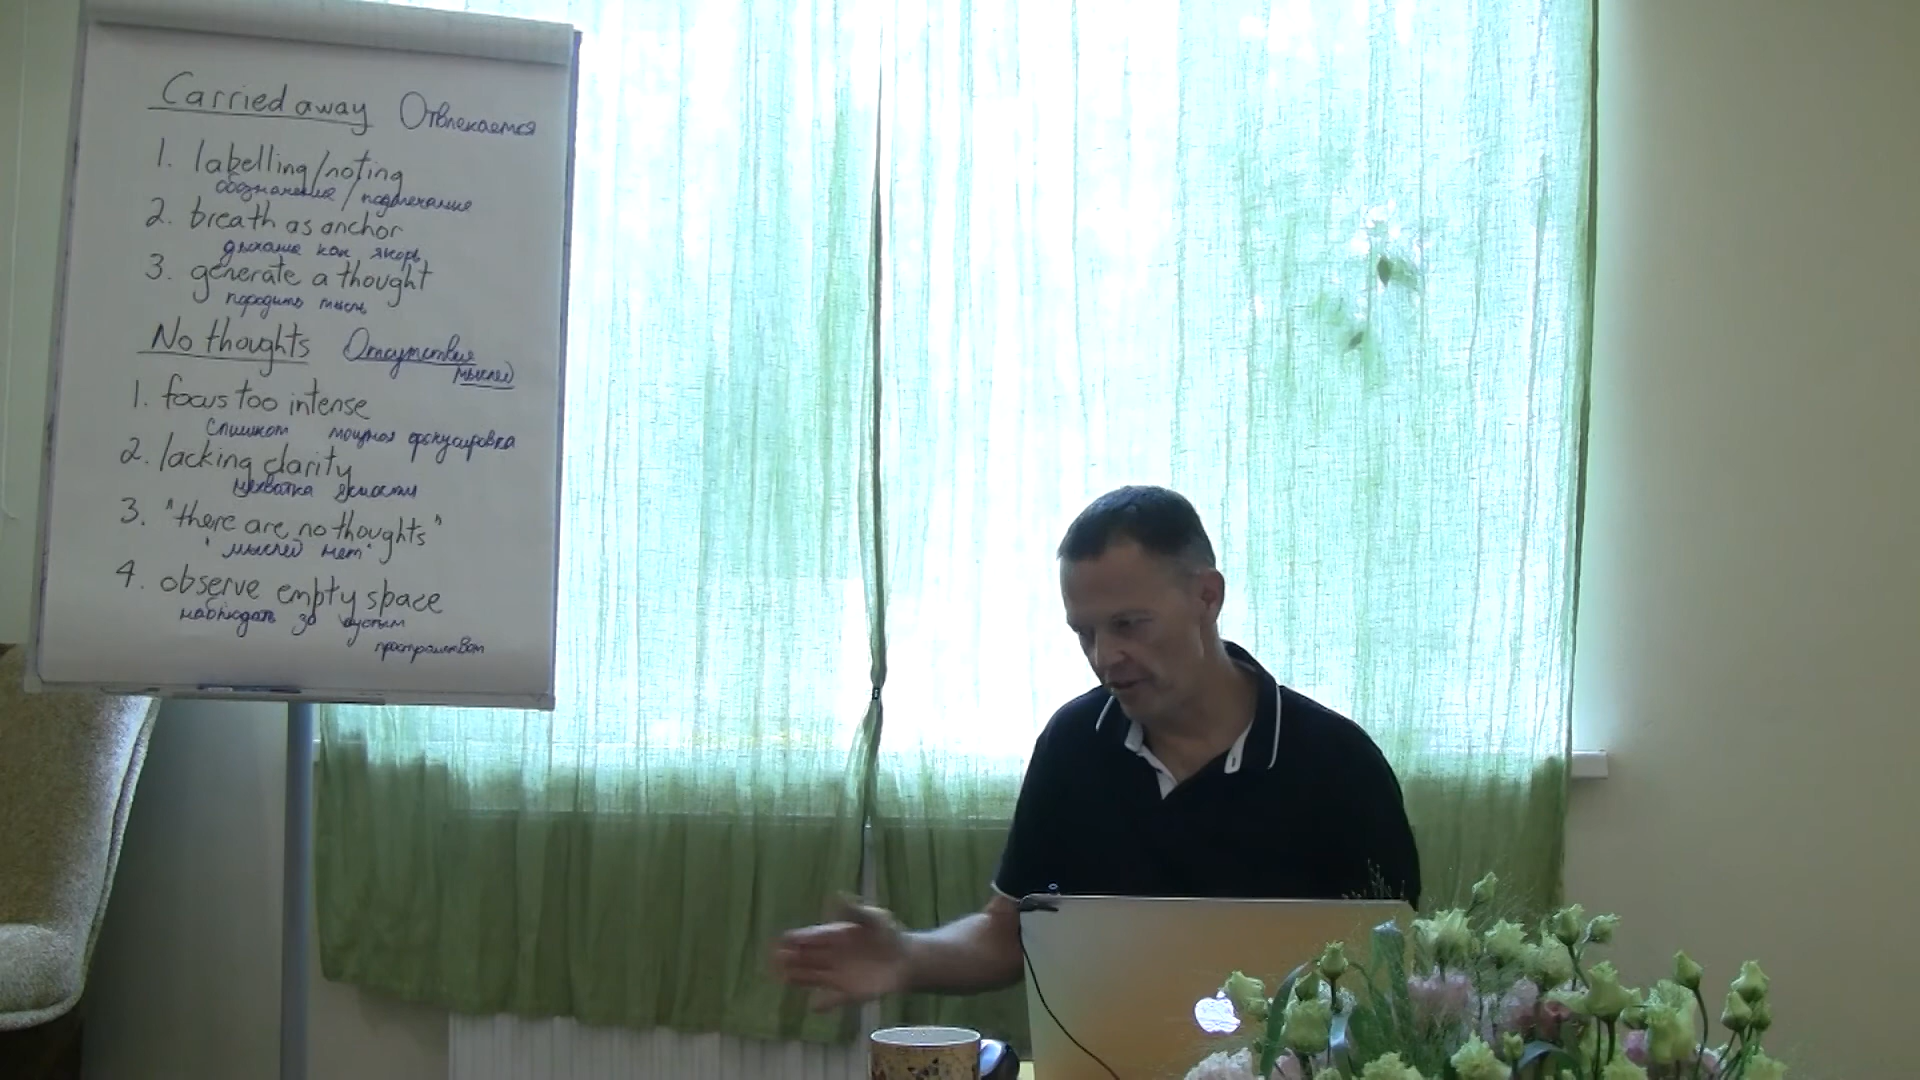 Carried away Отвлекается
1. labelling/noting
обозначение / подмечание
2. breath as anchor
дыхание как якорь
3. generate a thought
породить мысль
No thoughts Отсутствия
мыслей
1. focus too intense
слишком мощная фокусировка
2. lacking clarity
нехватка ясности
3. "there are no thoughts"
"мыслей нет"
4. observe empty space
наблюдать за пустым
пространством